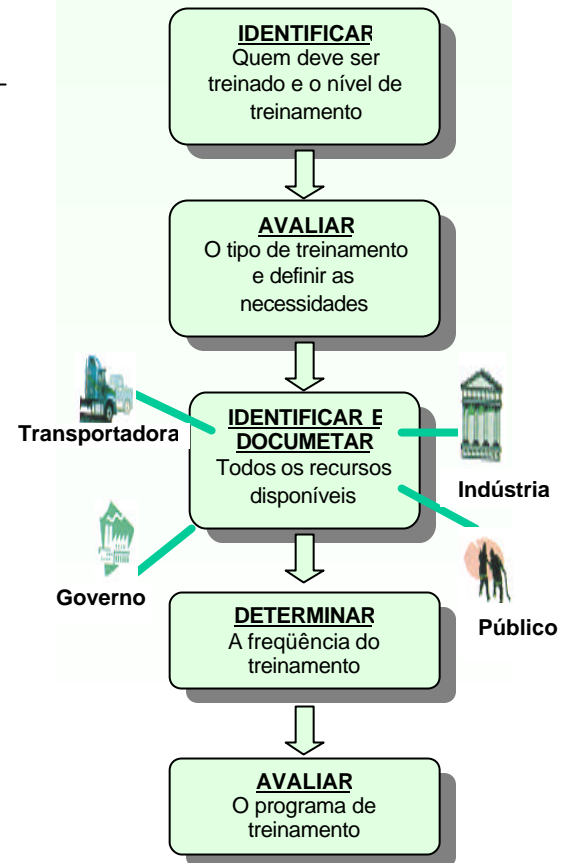 IDENTIFICAR
Quem deve ser
treinado e o nível de
treinamento
AVALIAR
O tipo de treinamento
e definir as
necessidades
Transportadora
IDENTIFICAR E
DOCUMETAR
Todos os recursos
disponíveis
Indústria
Governo
Público
DETERMINAR
A freqüência do
treinamento
AVALIAR
O programa de
treinamento